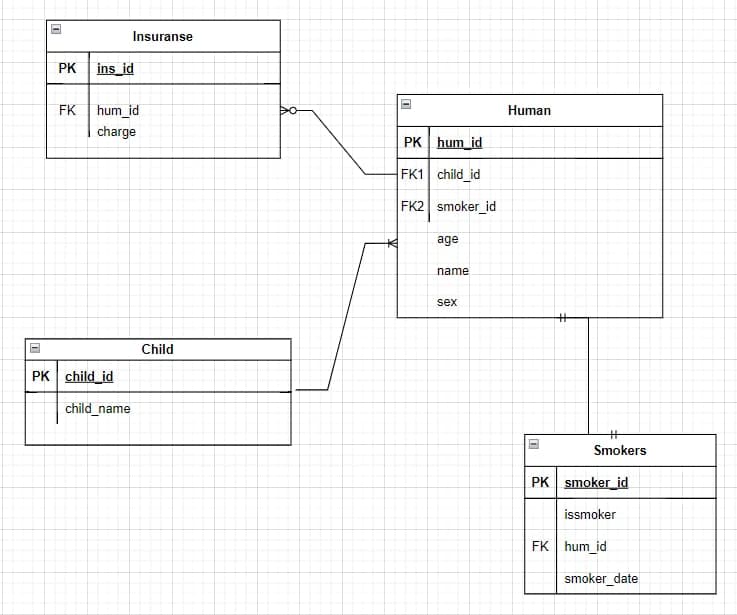 Insuranse
PK ins_id
FK hum_id
charge
Human
PK hum_id
FK1 child_id
FK2 smoker_id
age
name
sex
Child
PK child_id
child_name
Smokers
PK smoker_id
issmoker
FK hum_id
smoker_date